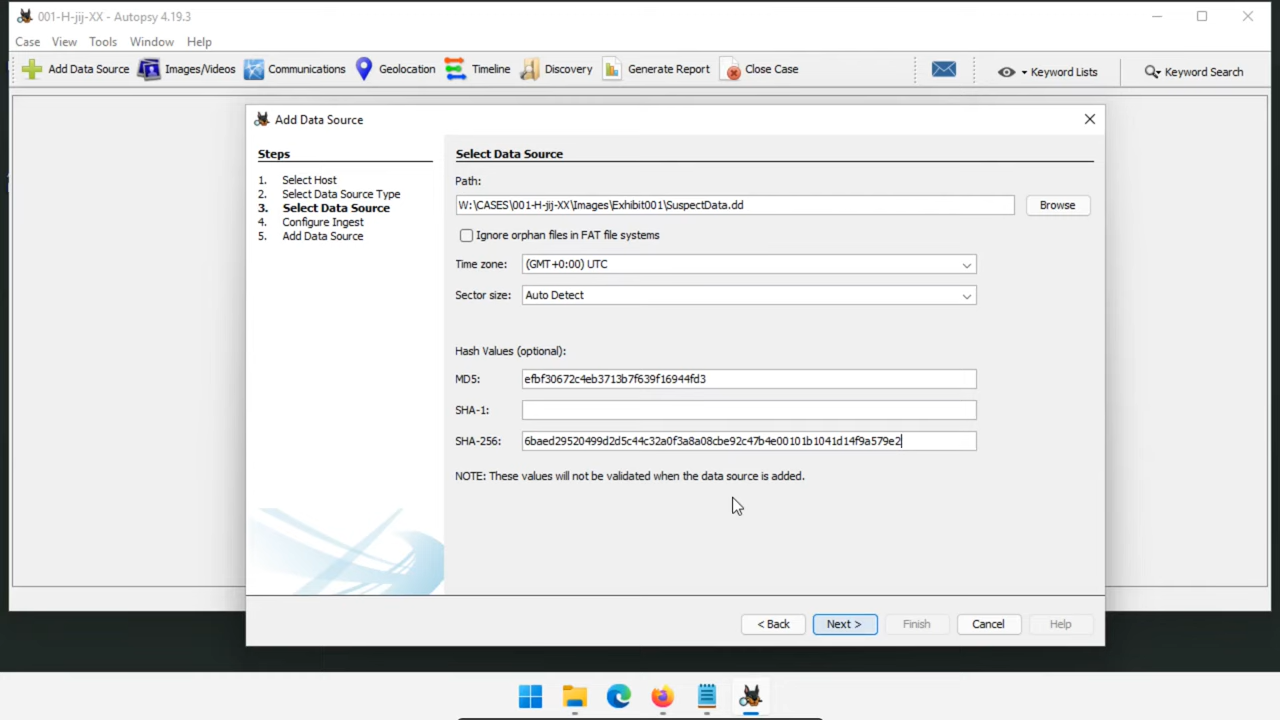 001-H-jij-XX - Autopsy 4.19.3
Case View Tools Window Help
Add Data Source Images/Videos Communications Geolocation Timeline Discovery Generate Report Close Case Keyword Lists Keyword Search
Add Data Source
Steps
1. Select Host
2. Select Data Source Type
3. Select Data Source
4. Configure Ingest
5. Add Data Source
Select Data Source
Path:
W:\CASES\001-H-jij-XX\Images\Exhibit001\SuspectData.dd
Browse
Ignore orphan files in FAT file systems
Time zone: (GMT+0:00) UTC
Sector size: Auto Detect
Hash Values (optional):
MD5: efbf30672c4eb3713b7f639f16944fd3
SHA-1:
SHA-256: 6baed29520499d2d5c44c32a0f3a8a08cbe92c47b4e00101b1041d14f9a579e2
NOTE: These values will not be validated when the data source is added.
< Back Next > Finish Cancel Help